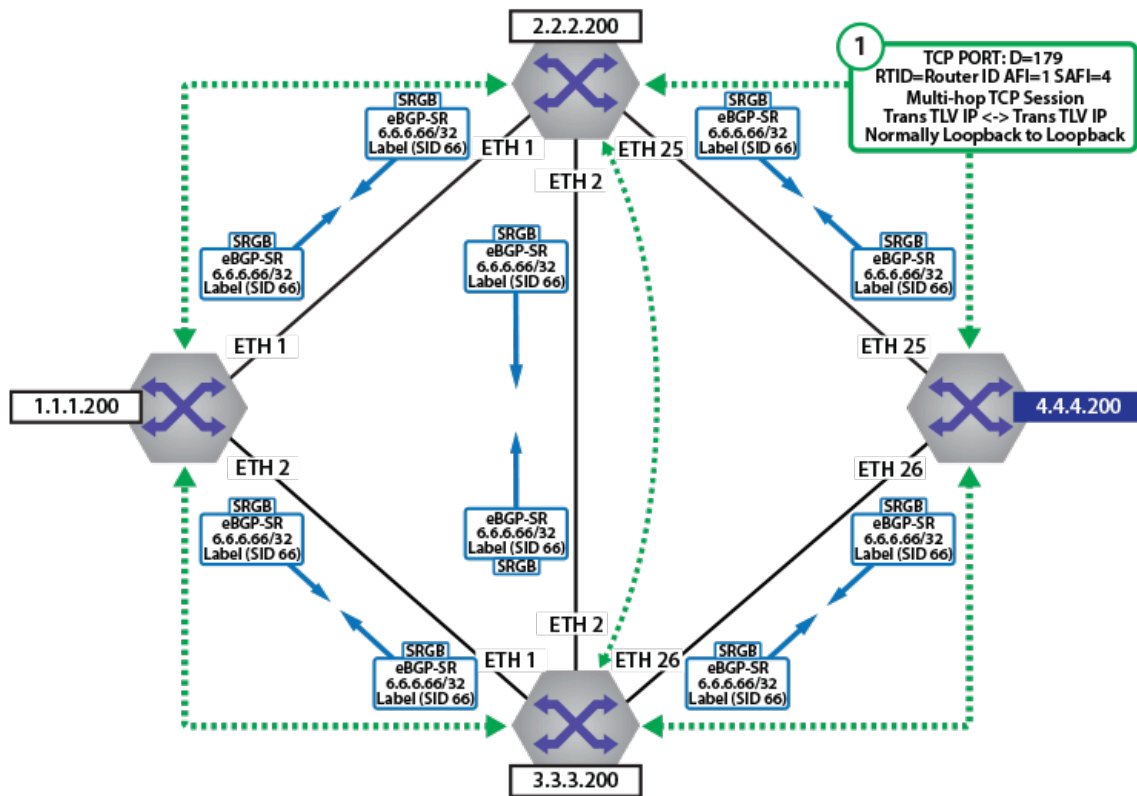 2.2.2.200
1
TCP PORT: D=179
RTID=Router ID AFI=1 SAFI=4
Multi-hop TCP Session
Trans TLV IP <-> Trans TLV IP
Normally Loopback to Loopback
SRGB
eBGP-SR
6.6.6.66/32
Label (SID 66)
SRGB
eBGP-SR
6.6.6.66/32
Label (SID 66)
ETH 1
ETH 25
ETH 2
SRGB
eBGP-SR
6.6.6.66/32
Label (SID 66)
SRGB
eBGP-SR
6.6.6.66/32
Label (SID 66)
SRGB
eBGP-SR
6.6.6.66/32
Label (SID 66)
ETH 1
ETH 25
1.1.1.200
4.4.4.200
ETH 2
ETH 26
SRGB
eBGP-SR
6.6.6.66/32
Label (SID 66)
eBGP-SR
6.6.6.66/32
Label (SID 66)
SRGB
SRGB
eBGP-SR
6.6.6.66/32
Label (SID 66)
ETH 2
SRGB
eBGP-SR
6.6.6.66/32
Label (SID 66)
ETH 1
ETH 26
SRGB
eBGP-SR
6.6.6.66/32
Label (SID 66)
3.3.3.200